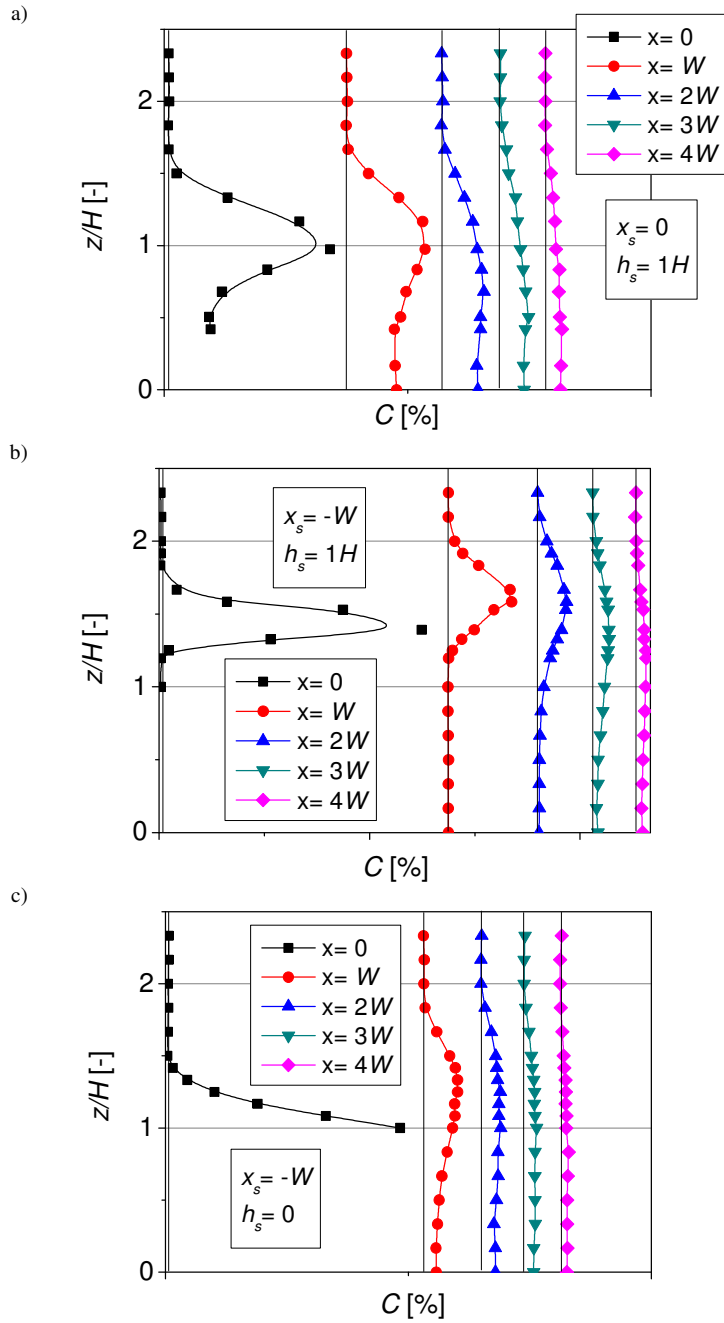 a)
x= 0
x= W
x= 2W
x= 3W
x= 4W
2
z/H [-]
x_s = 0
h_s = 1H
1
0
C [%]
b)
x_s = -W
h_s = 1H
2
z/H [-]
1
x= 0
x= W
x= 2W
x= 3W
x= 4W
0
C [%]
c)
x= 0
x= W
x= 2W
x= 3W
x= 4W
2
z/H [-]
1
x_s = -W
h_s = 0
0
C [%]